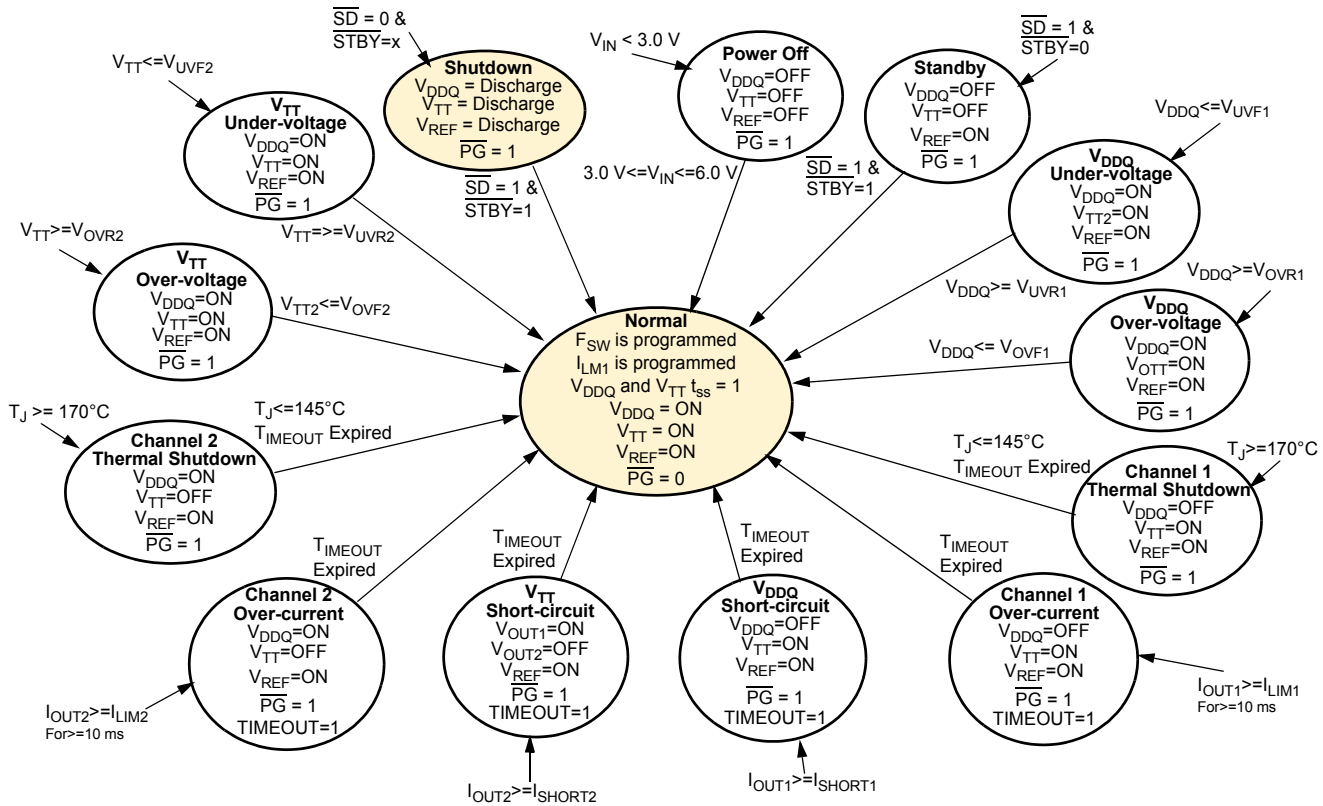 SD = 0 &
STBY=x
Shutdown
VDDQ = Discharge
VTT = Discharge
VREF = Discharge
PG = 1
SD = 1 &
STBY=1
VIN < 3.0 V
Power Off
VDDQ=OFF
VTT=OFF
VREF=OFF
PG = 1
3.0 V<=VIN<=6.0 V
SD = 1 &
STBY=0
Standby
VDDQ=OFF
VTT=OFF
VREF=ON
PG = 1
SD = 1 &
STBY=1
VTT<=VUVF2
VTT
Under-voltage
VDDQ=ON
VTT=ON
VREF=ON
PG = 1
VTT=>=VUVR2
VDDQ<=VUVF1
VDDQ
Under-voltage
VDDQ=ON
VTT2=ON
VREF=ON
PG = 1
VDDQ>= VUVR1
VTT>=VOVR2
VTT
Over-voltage
VDDQ=ON
VTT=ON
VREF=ON
PG = 1
VTT2<=VOVF2
VDDQ>=VOVR1
VDDQ
Over-voltage
VDDQ=ON
VOTT=ON
VREF=ON
PG = 1
VDDQ<= VOVF1
Normal
FSW is programmed
ILM1 is programmed
VDDQ and VTT tss = 1
VDDQ = ON
VTT = ON
VREF=ON
PG = 0
TJ >= 170°C
Channel 2
Thermal Shutdown
VDDQ=ON
VTT=OFF
VREF=ON
PG = 1
TJ<=145°C
TIMEOUT Expired
TJ<=145°C
TIMEOUT Expired
TJ>=170°C
Channel 1
Thermal Shutdown
VDDQ=OFF
VTT=ON
VREF=ON
PG = 1
TIMEOUT
Expired
Channel 2
Over-current
VDDQ=ON
VTT=OFF
VREF=ON
PG = 1
TIMEOUT=1
IOUT2>=ILIM2
For>=10 ms
TIMEOUT
Expired
VTT
Short-circuit
VOUT1=ON
VOUT2=OFF
VREF=ON
PG = 1
TIMEOUT=1
IOUT2>=ISHORT2
TIMEOUT
Expired
VDDQ
Short-circuit
VDDQ=OFF
VTT=ON
VREF=ON
PG = 1
TIMEOUT=1
IOUT1>=ISHORT1
TIMEOUT
Expired
Channel 1
Over-current
VDDQ=OFF
VTT=ON
VREF=ON
PG = 1
TIMEOUT=1
IOUT1>=ILIM1
For>=10 ms